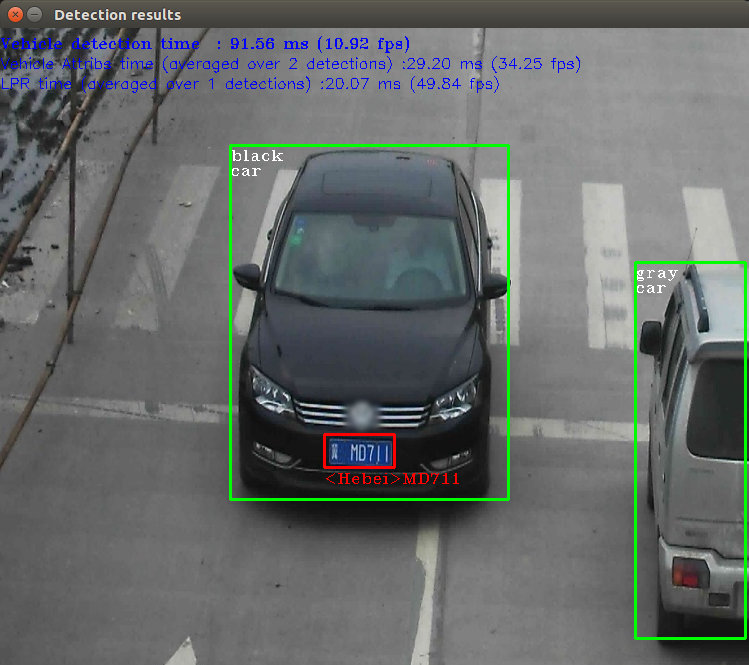 Detection results
Vehicle detection time : 91.56 ms (10.92 fps)
Vehicle Attribs time (averaged over 2 detections) :29.20 ms (34.25 fps)
LPR time (averaged over 1 detections) :20.07 ms (49.84 fps)
black
car
gray
car
冀 MD711
<Hebei>MD711